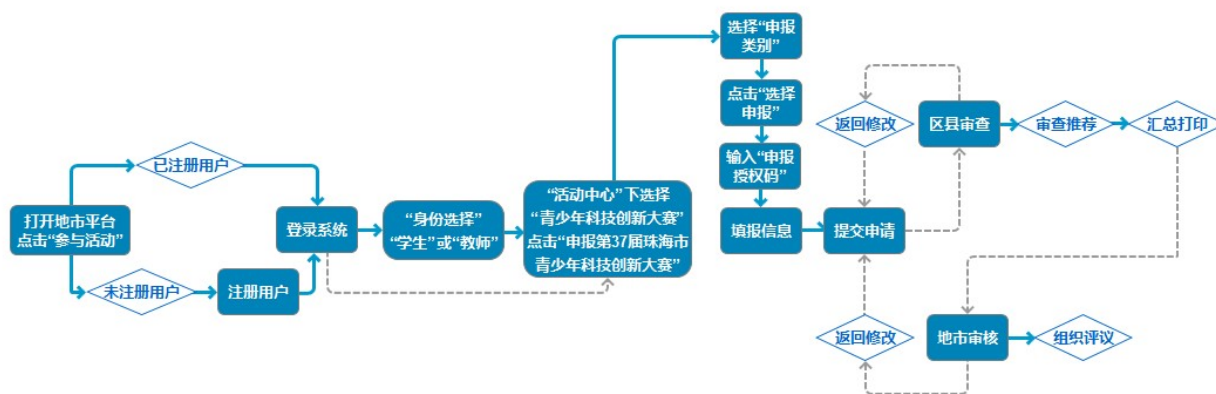 打开地市平台
点击“参与活动”
已注册用户
未注册用户
注册用户
登录系统
“身份选择”
“学生”或“教师”
“活动中心”下选择
“青少年科技创新大赛”
点击“申报第37届珠海市
青少年科技创新大赛”
选择“申报
类别”
点击“选择
申报”
输入“申报
授权码”
填报信息
提交申请
返回修改
区县审查
审查推荐
汇总打印
返回修改
地市审核
组织评议